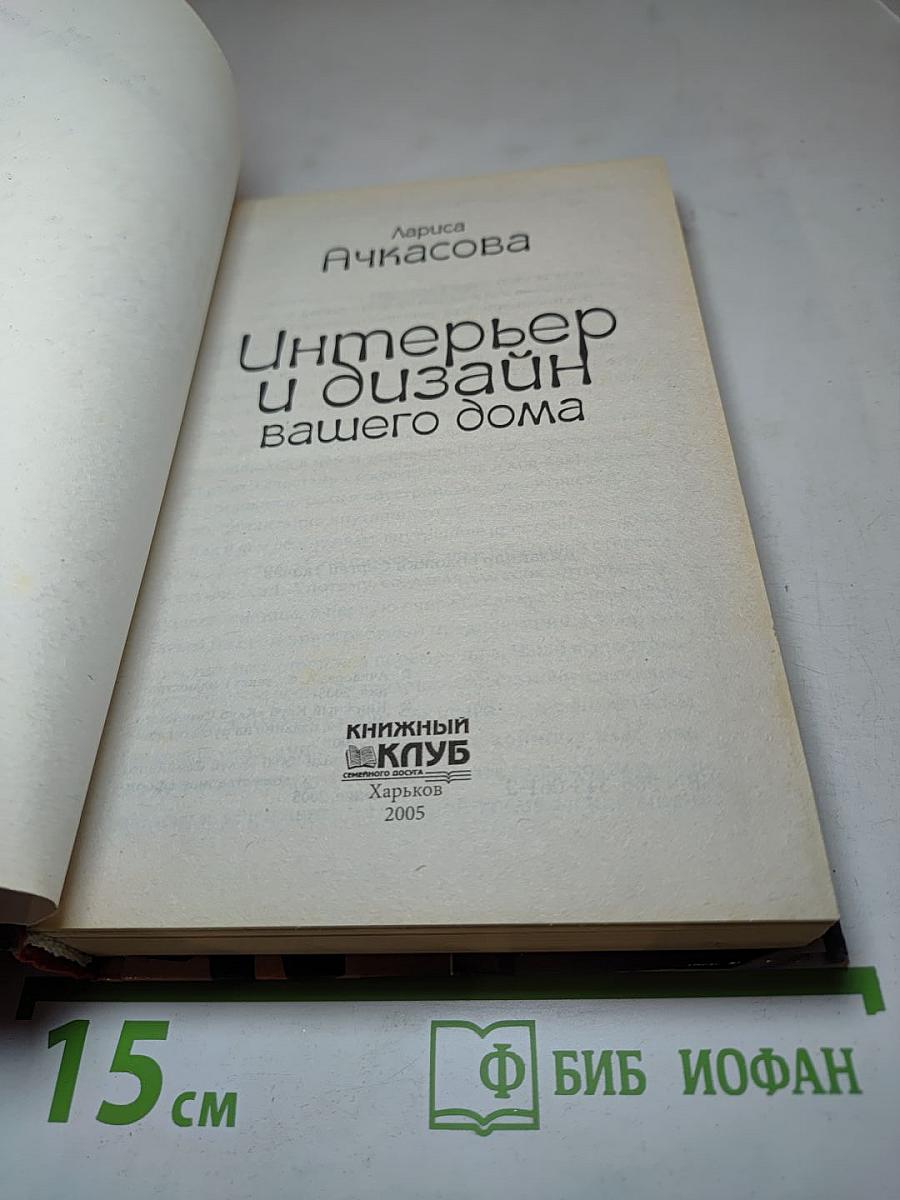 Лариса
Ачкасова
Интерьер
и дизайн
вашего дома
КНИЖНЫЙ
КЛУБ
СЕМЕЙНОГО ДОСУГА
Харьков
2005
15 см
Ф БИБ ИОФАН